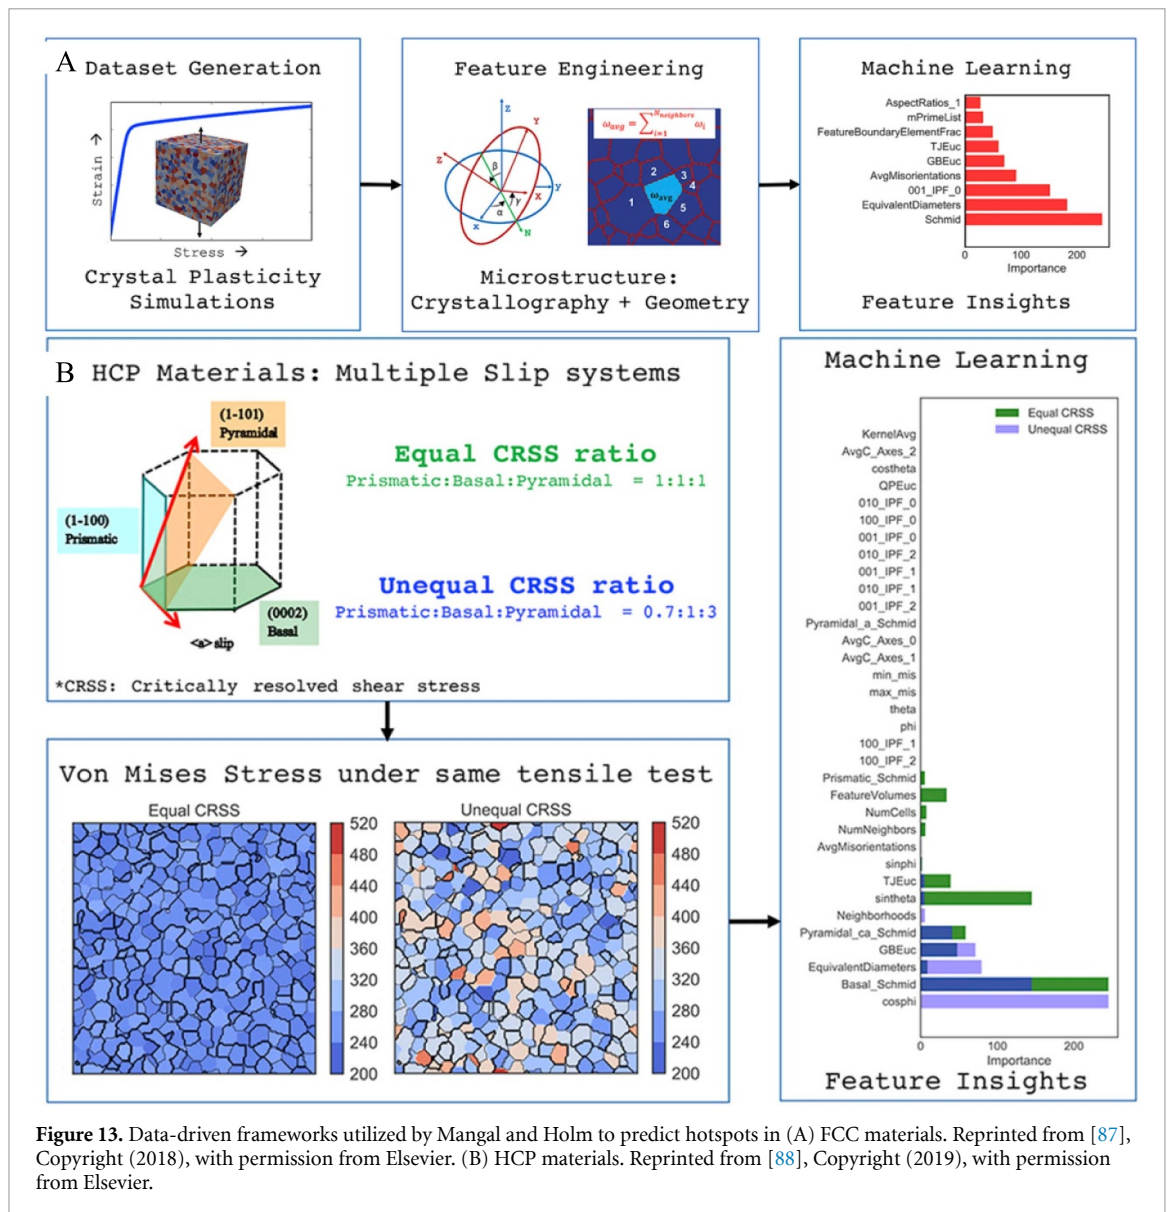 A
Dataset Generation
Strain →
Stress →
Crystal Plasticity
Simulations
Feature Engineering
z
Y
Z
β
y
X
γ
α
x
N
ω_avg = ∑_{i=1}^{N_neighbors} ω_i
2
3
4
1
ω_avg
5
6
Microstructure:
Crystallography + Geometry
Machine Learning
AspectRatios_1
mPrimeList
FeatureBoundaryElementFrac
TJEuc
GBEuc
AvgMisorientations
001_IPF_0
EquivalentDiameters
Schmid
0 100 200
Importance
Feature Insights
B HCP Materials: Multiple Slip systems
(1-101)
Pyramidal
(1-100)
Prismatic
(0002)
Basal
<a> slip
Equal CRSS ratio
Prismatic:Basal:Pyramidal = 1:1:1
Unequal CRSS ratio
Prismatic:Basal:Pyramidal = 0.7:1:3
*CRSS: Critically resolved shear stress
Von Mises Stress under same tensile test
Equal CRSS
520
480
440
400
360
320
280
240
200
Unequal CRSS
520
480
440
400
360
320
280
240
200
Machine Learning
Equal CRSS
Unequal CRSS
KernelAvg
AvgC_Axes_2
costheta
QPEuc
010_IPF_0
100_IPF_0
001_IPF_0
010_IPF_2
001_IPF_1
010_IPF_1
001_IPF_2
Pyramidal_a_Schmid
AvgC_Axes_0
AvgC_Axes_1
min_mis
max_mis
theta
phi
100_IPF_1
100_IPF_2
Prismatic_Schmid
FeatureVolumes
NumCells
NumNeighbors
AvgMisorientations
sinphi
TJEuc
sintheta
Neighborhoods
Pyramidal_ca_Schmid
GBEuc
EquivalentDiameters
Basal_Schmid
cosphi
0 100 200
Importance
Feature Insights
Figure 13. Data-driven frameworks utilized by Mangal and Holm to predict hotspots in (A) FCC materials. Reprinted from [87],
Copyright (2018), with permission from Elsevier. (B) HCP materials. Reprinted from [88], Copyright (2019), with permission
from Elsevier.